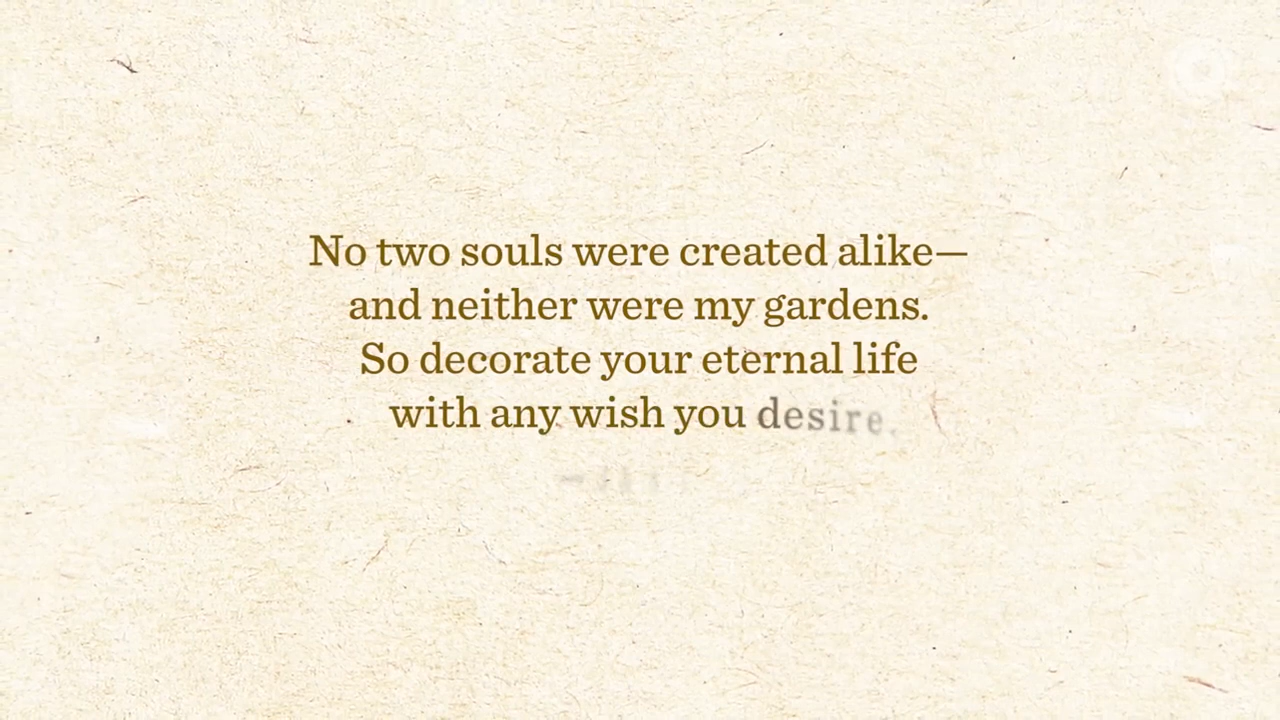 No two souls were created alike—
and neither were my gardens.
So decorate your eternal life
with any wish you desire.